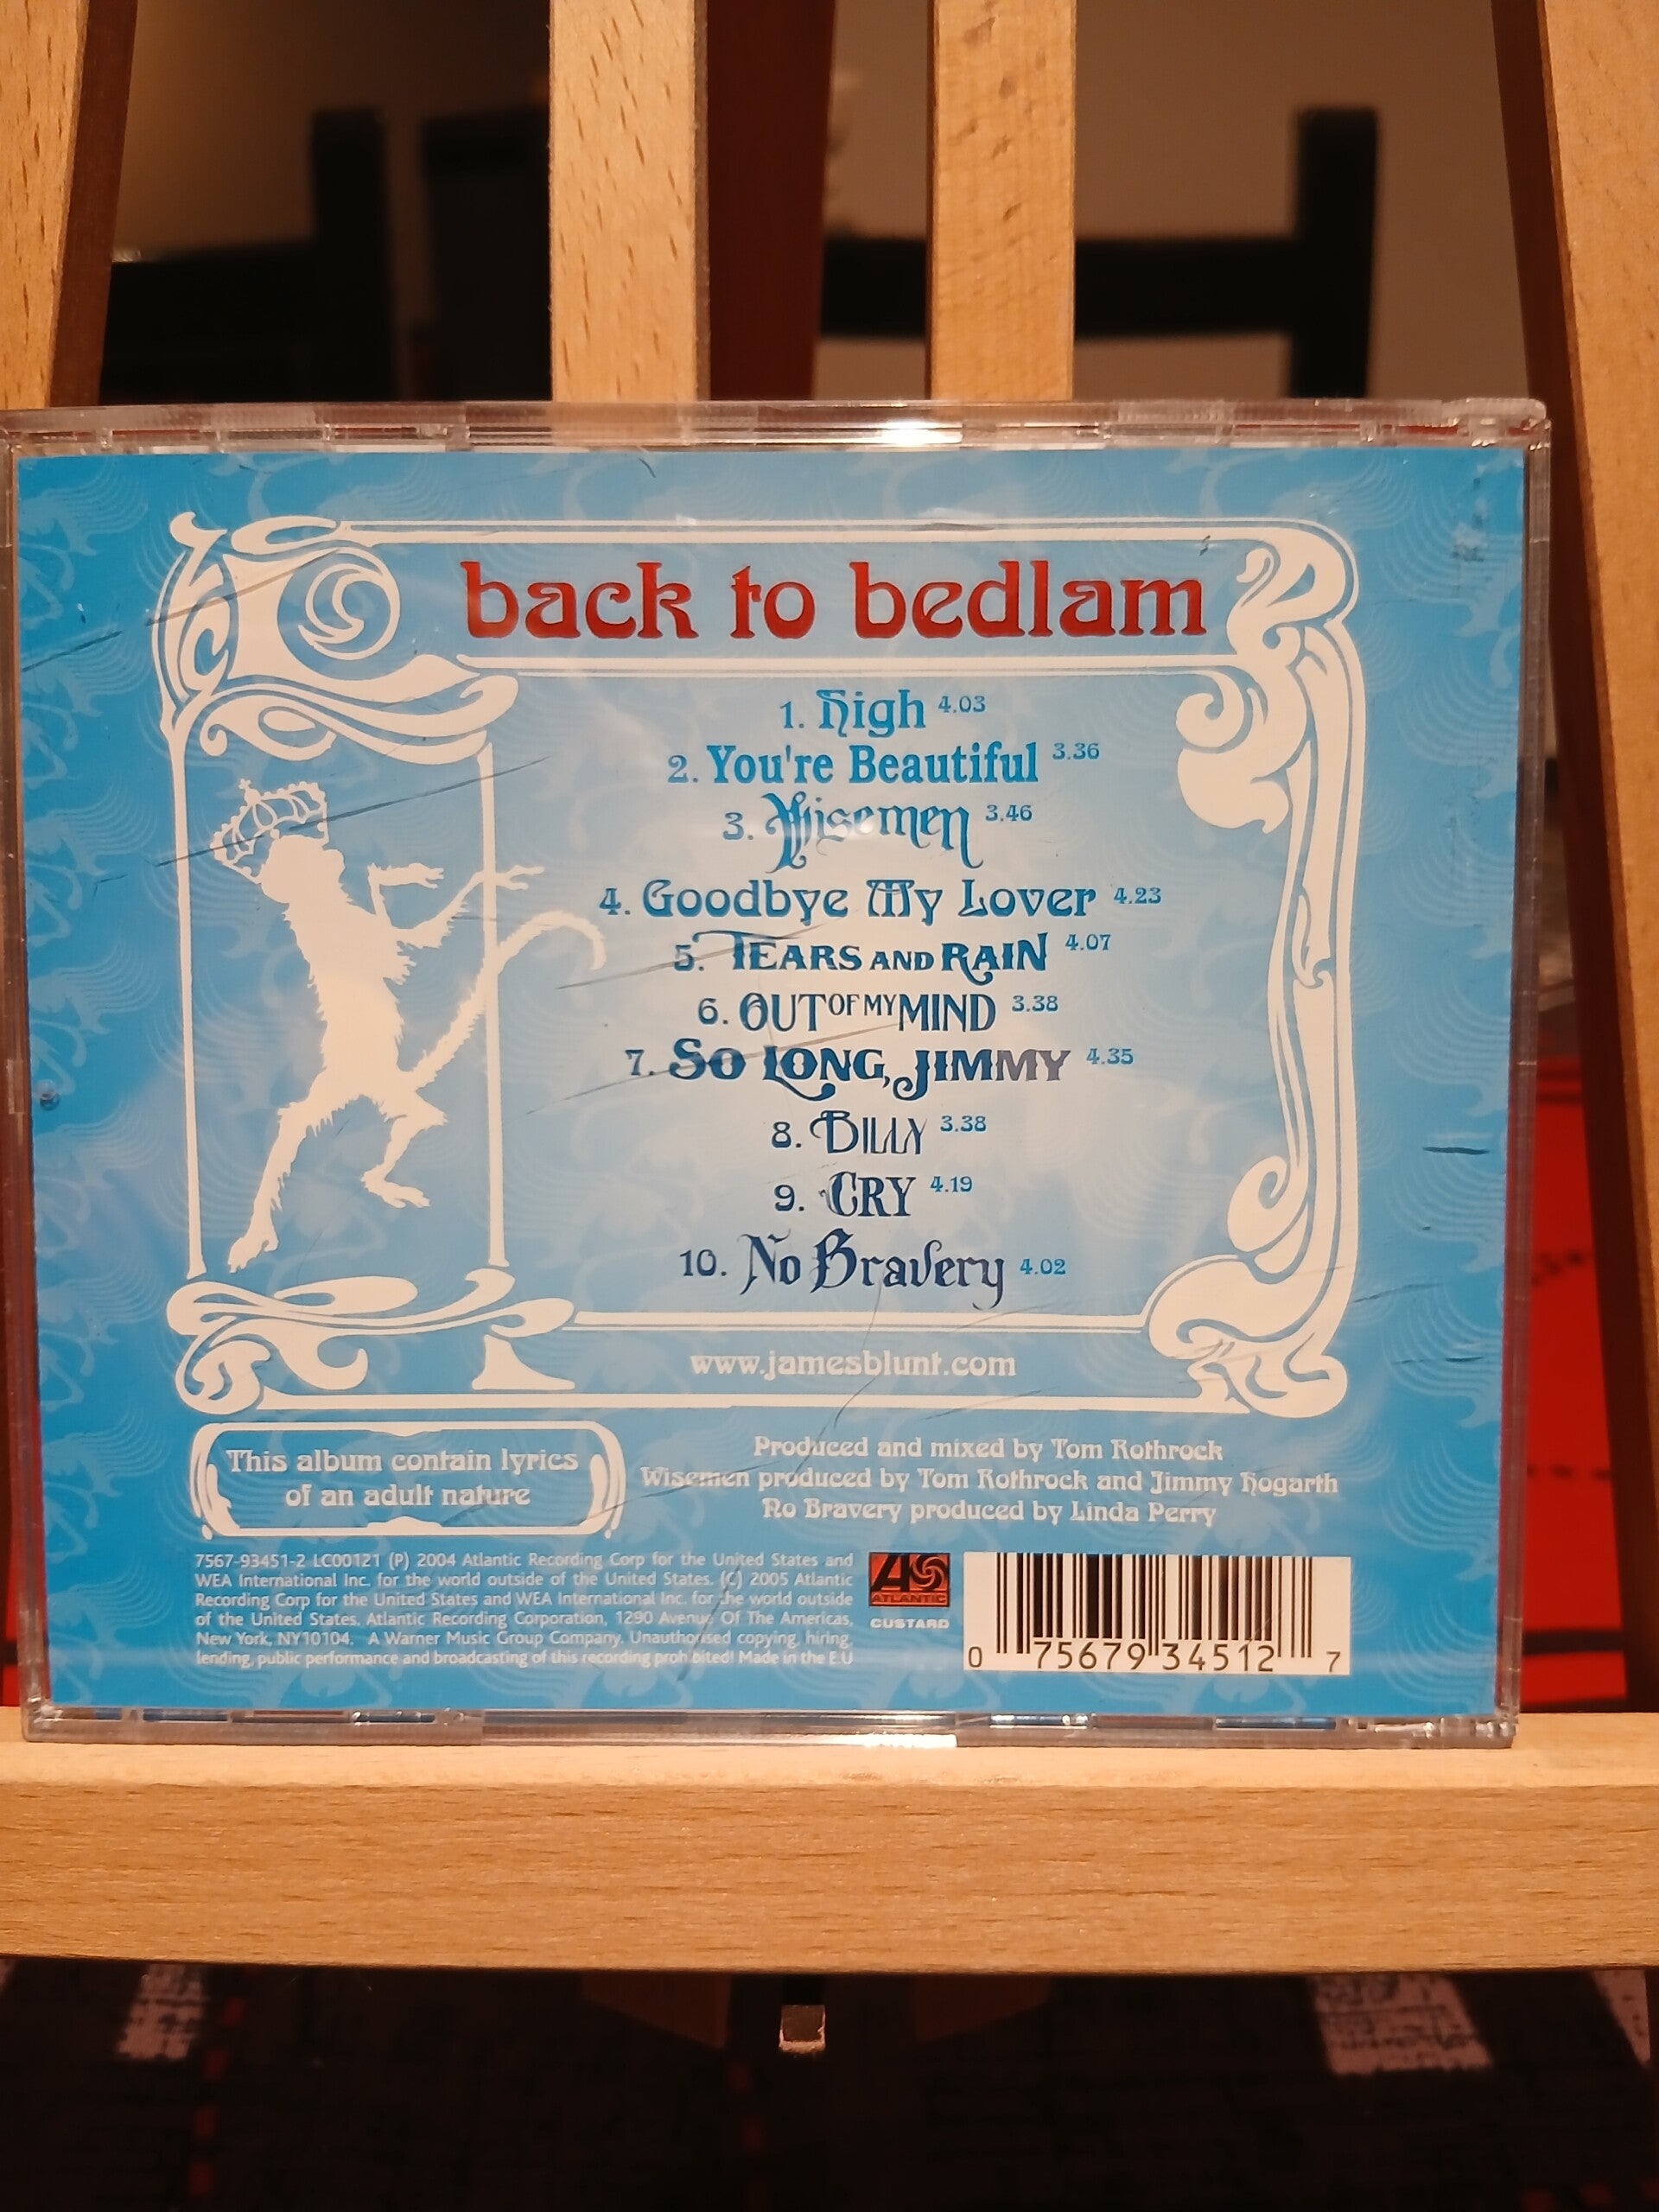 back to bedlam
1. High 4.03
2. You're Beautiful 3.36
3. Wisemen 3.46
4. Goodbye My Lover 4.23
5. TEARS AND RAIN 4.07
6. OUT OF MY MIND 3.38
7. SO LONG, JIMMY 4.35
8. BILLY 3.38
9. CRY 4.19
10. No Bravery 4.02
www.jamesblunt.com
This album contain lyrics
of an adult nature
Produced and mixed by Tom Rothrock
Wisemen produced by Tom Rothrock and Jimmy Hogarth
No Bravery produced by Linda Perry
7567-93451-2 LC00121 (P) 2004 Atlantic Recording Corp for the United States and
WEA International Inc. for the world outside of the United States. (C) 2005 Atlantic
Recording Corp for the United States and WEA International Inc. for the world outside
of the United States. Atlantic Recording Corporation, 1290 Avenue Of The Americas,
New York, NY10104. A Warner Music Group Company. Unauthorised copying, hiring,
lending, public performance and broadcasting of this recording prohibited! Made in the E.U
A
ATLANTIC
CUSTARD
0 75679 34512 7